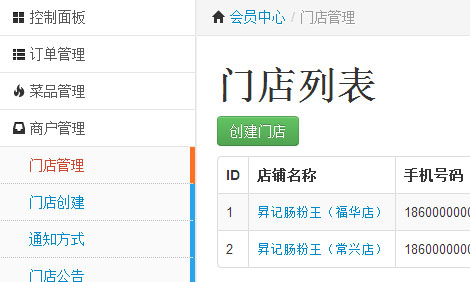 控制面板
订单管理
菜品管理
商户管理
门店管理
门店创建
通知方式
门店公告
会员中心 / 门店管理
门店列表
创建门店
ID 店铺名称 手机号码
1 昇记肠粉王（福华店） 186000000
2 昇记肠粉王（常兴店） 186000000